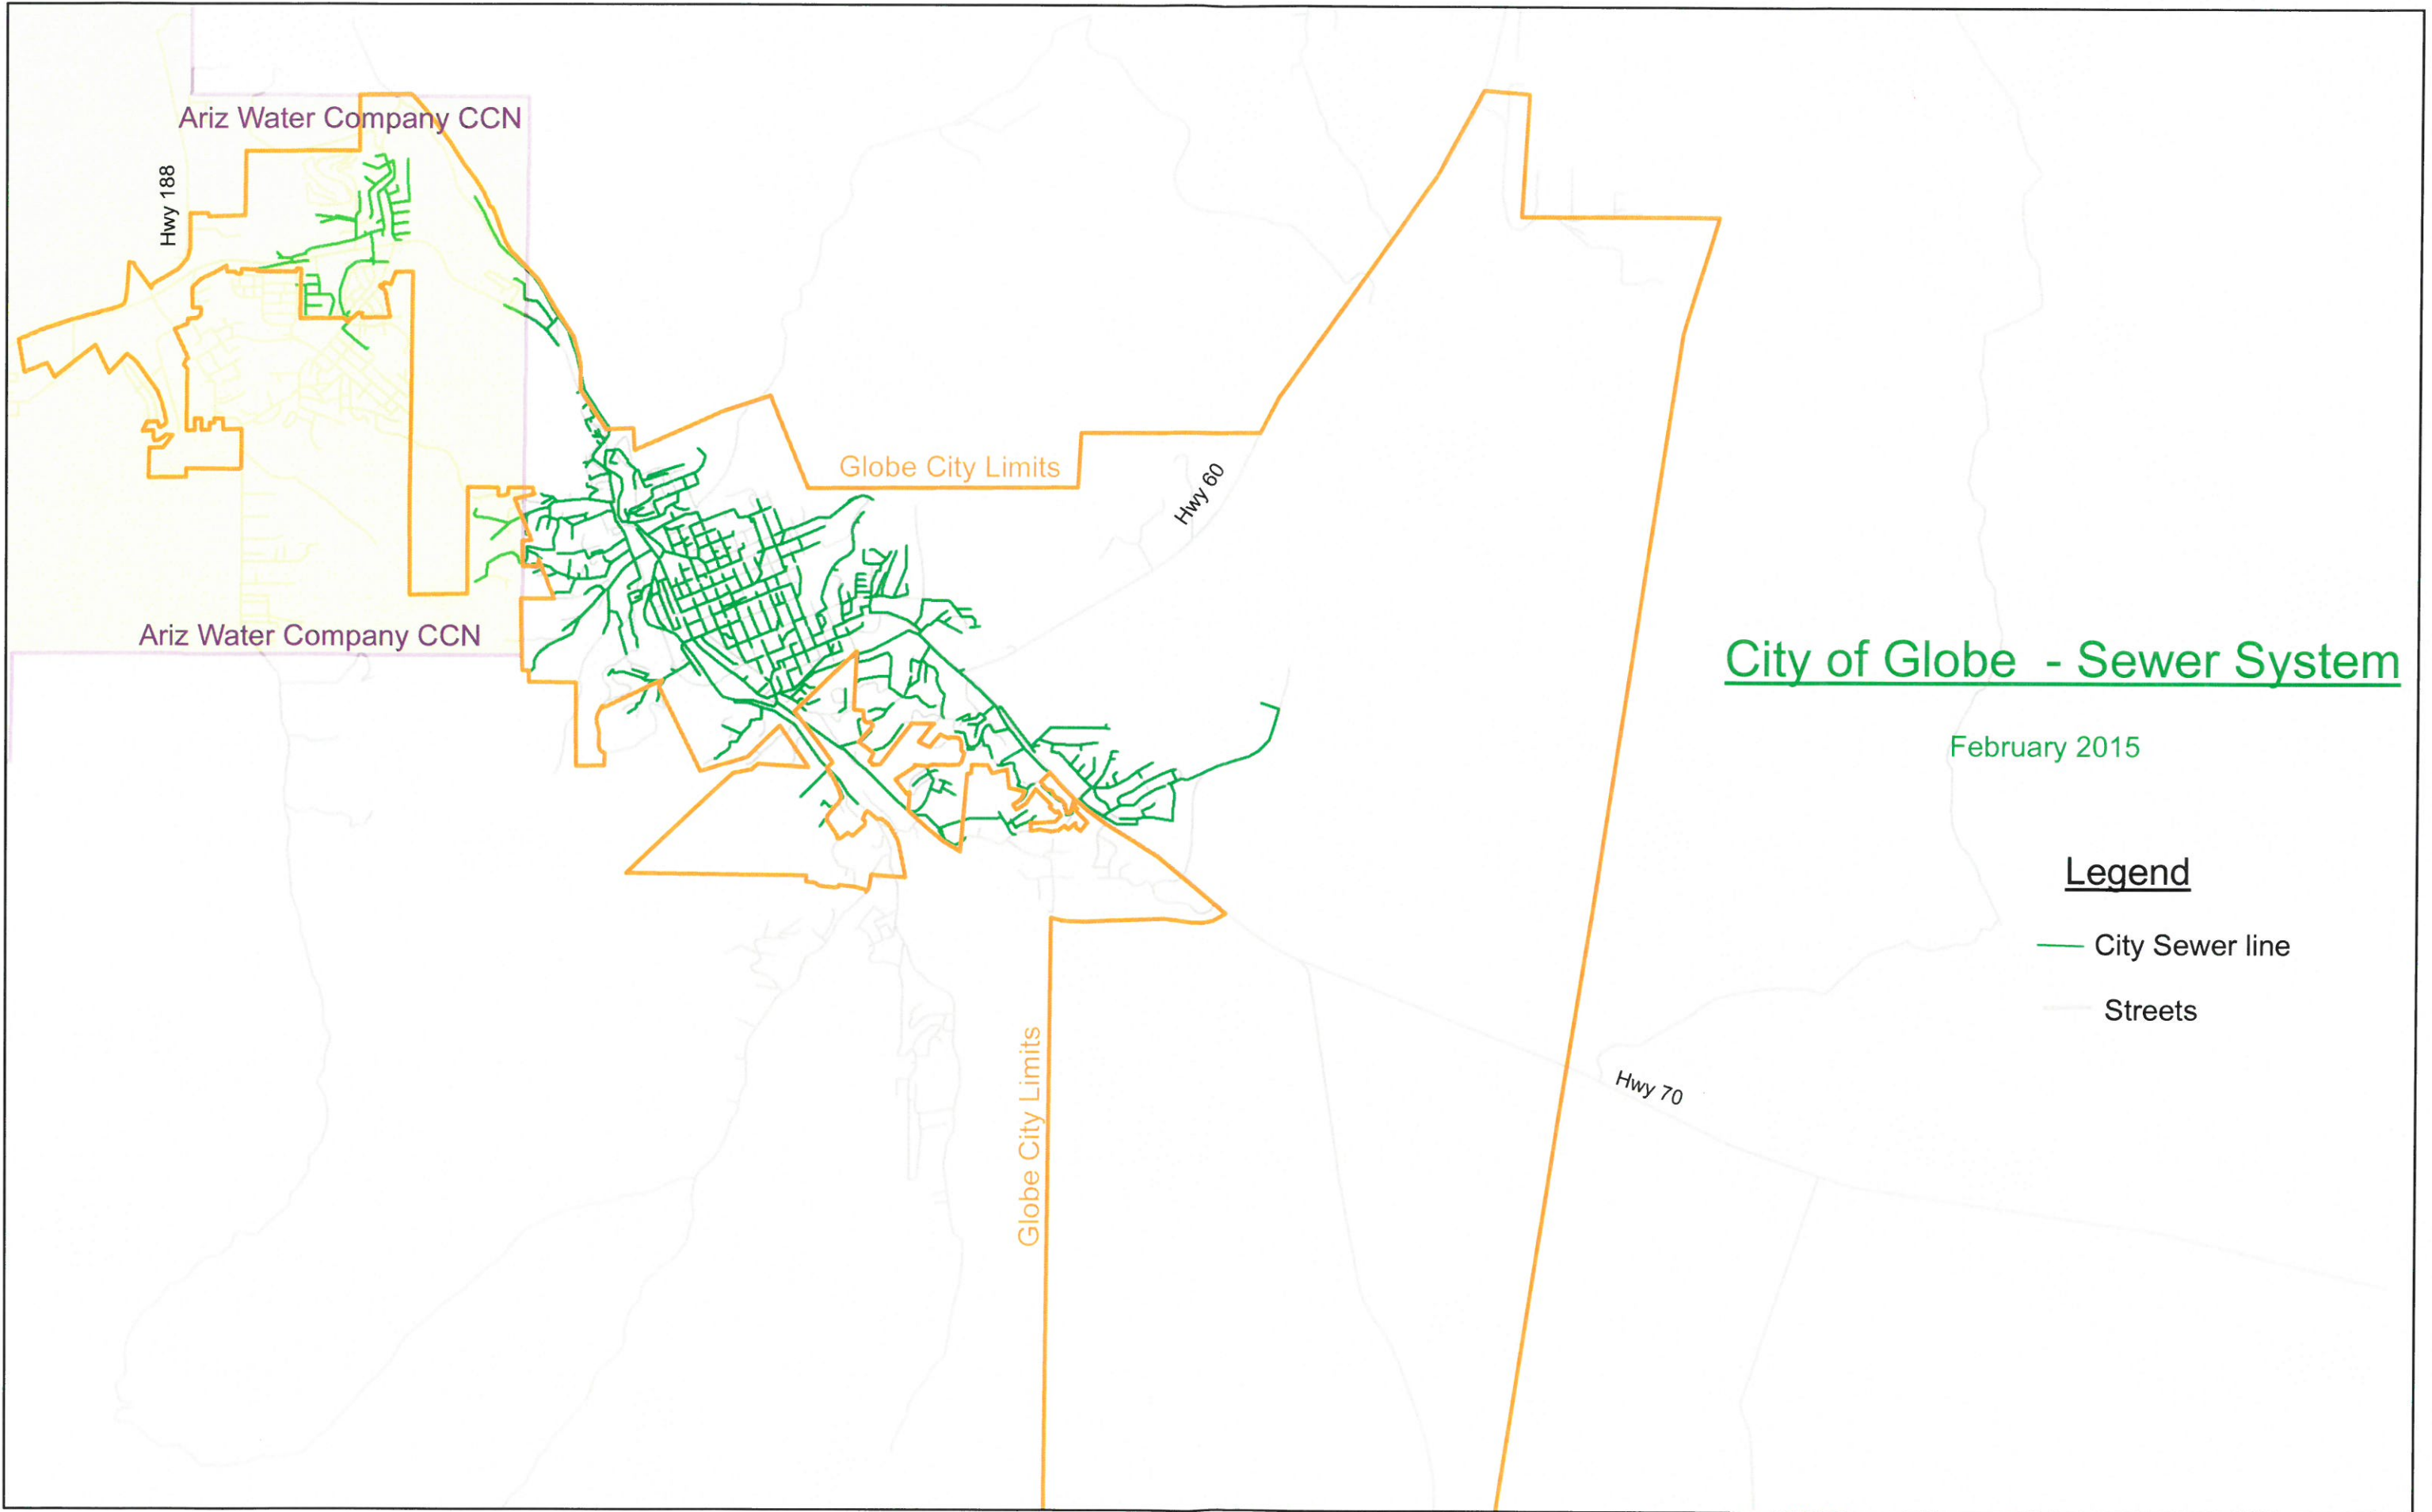 Ariz Water Company CCN
Hwy 188
Globe City Limits
Hwy 60
Ariz Water Company CCN
City of Globe - Sewer System
February 2015
Legend
City Sewer line
Streets
Globe City Limits
Hwy 70